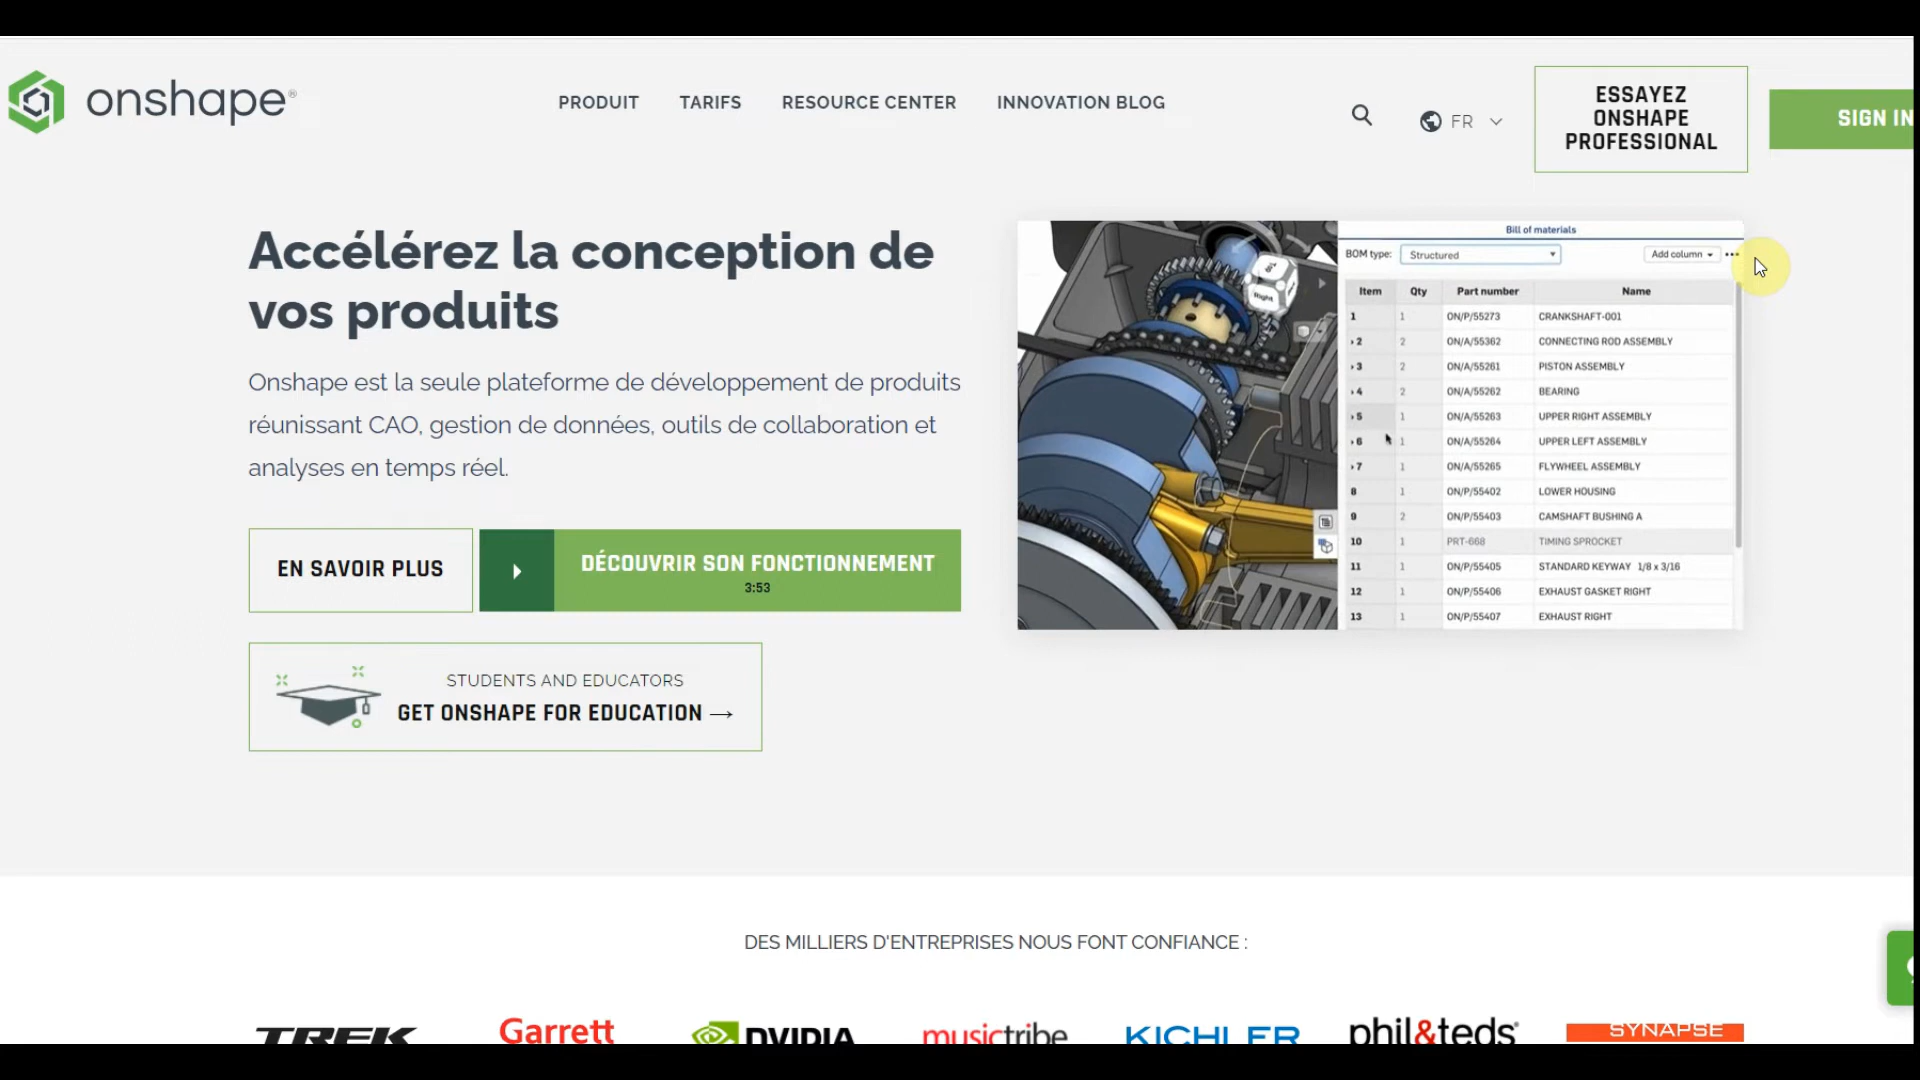 onshape®
PRODUIT
TARIFS
RESOURCE CENTER
INNOVATION BLOG
FR
ESSAYEZ
ONSHAPE
PROFESSIONAL
SIGN IN
Accélérez la conception de
vos produits
Onshape est la seule plateforme de développement de produits
réunissant CAO, gestion de données, outils de collaboration et
analyses en temps réel.
EN SAVOIR PLUS
DÉCOUVRIR SON FONCTIONNEMENT
3:53
STUDENTS AND EDUCATORS
GET ONSHAPE FOR EDUCATION →
Right
Bill of materials
BOM type: Structured Add column
Item Qty Part number Name
1 1 ON/P/55273 CRANKSHAFT-001
2 2 ON/A/55362 CONNECTING ROD ASSEMBLY
3 2 ON/A/55261 PISTON ASSEMBLY
4 2 ON/A/55262 BEARING
5 1 ON/A/55263 UPPER RIGHT ASSEMBLY
6 1 ON/A/55264 UPPER LEFT ASSEMBLY
7 1 ON/A/55265 FLYWHEEL ASSEMBLY
8 1 ON/P/55402 LOWER HOUSING
9 2 ON/P/55403 CAMSHAFT BUSHING A
10 1 PRT-668 TIMING SPROCKET
11 1 ON/P/55405 STANDARD KEYWAY 1/8 x 3/16
12 1 ON/P/55406 EXHAUST GASKET RIGHT
13 1 ON/P/55407 EXHAUST RIGHT
DES MILLIERS D'ENTREPRISES NOUS FONT CONFIANCE :
TREK
Garrett
NVIDIA
musictribe
KICHLER
phil&teds
SYNAPSE